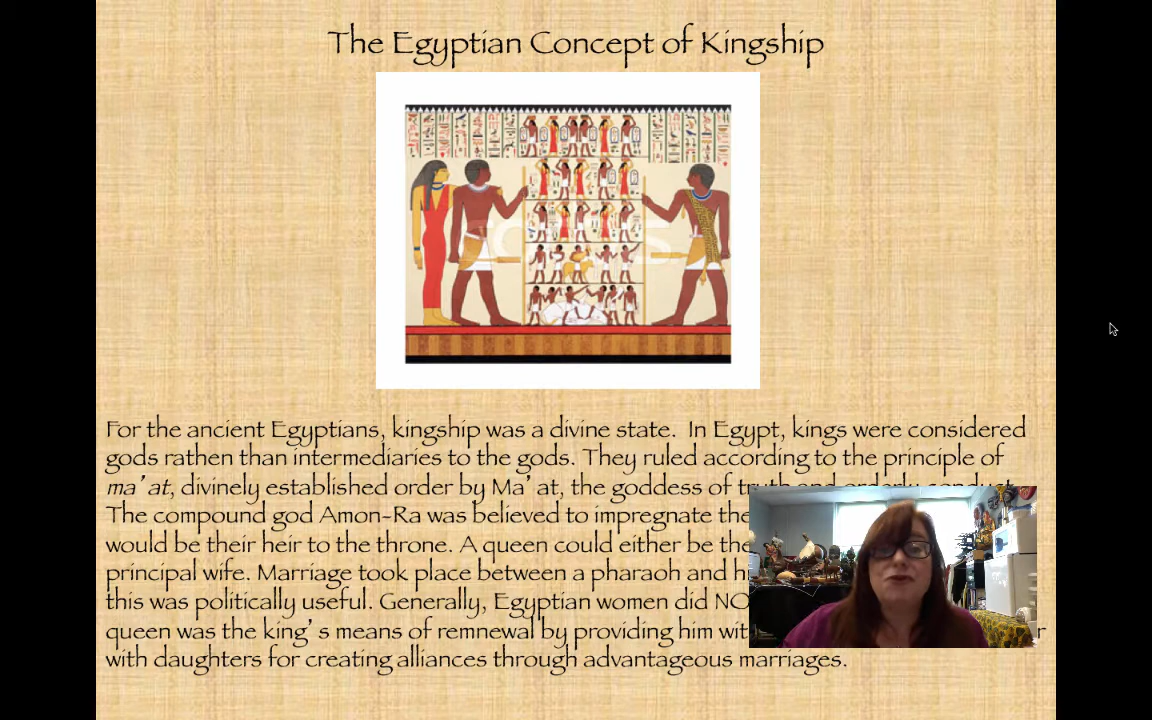 The Egyptian Concept of Kingship
For the ancient Egyptians, kingship was a divine state. In Egypt, kings were considered
gods rathen than intermediaries to the gods. They ruled according to the principle of
ma’at, divinely established order by Ma’at, the goddess of truth and orderly conduct.
The compound god Amon-Ra was believed to impregnate the
would be their heir to the throne. A queen could either be the
principal wife. Marriage took place between a pharaoh and
this was politically useful. Generally, Egyptian women did
queen was the king’s means of remnewal by providing him
with daughters for creating alliances through advantageous marriages.